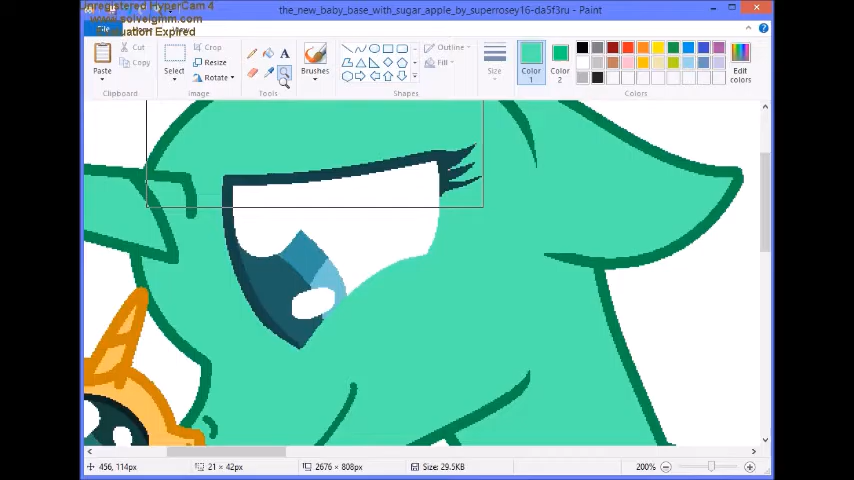 Unregistered HyperCam 4
www.solveigmm.com
Evaluation Expired
the_new_baby_base_with_sugar_apple_by_superrosey16-da5f3ru - Paint
File
Paste
Cut
Copy
Clipboard
Select
Crop
Resize
Rotate
Image
A
Tools
Brushes
Outline
Fill
Shapes
Size
Color 1
Color 2
Edit colors
Colors
456, 114px
21 × 42px
2676 × 808px
Size: 29.5KB
200%